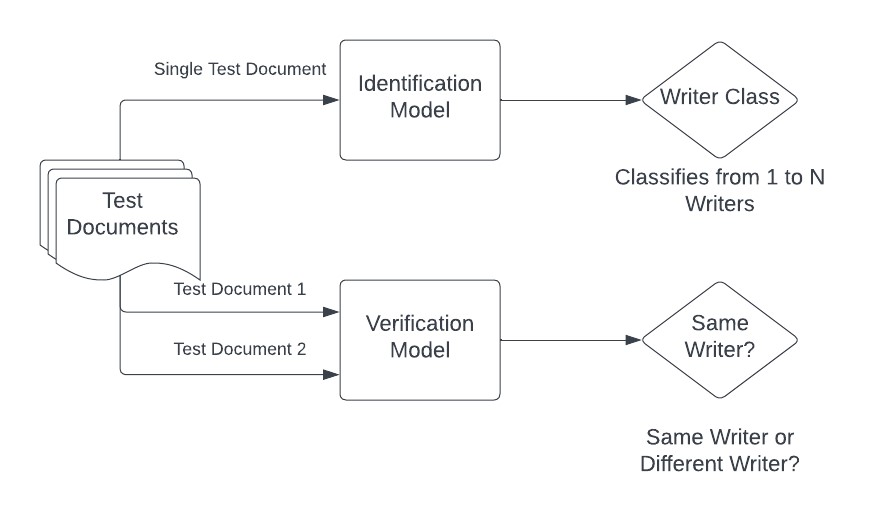 Single Test Document
Identification
Model
Writer Class
Classifies from 1 to N
Writers
Test
Documents
Test Document 1
Test Document 2
Verification
Model
Same
Writer?
Same Writer or
Different Writer?